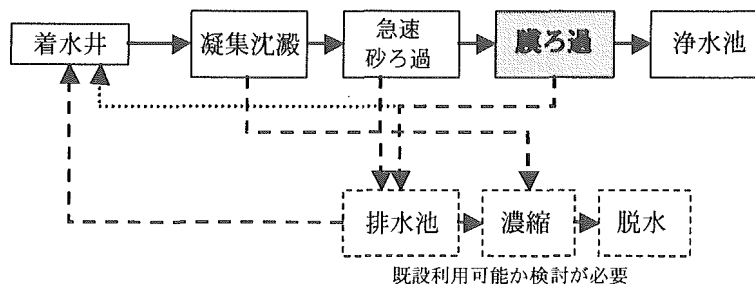 着水井
凝集沈澱
急速
砂ろ過
膜ろ過
浄水池
排水池
濃縮
脱水
既設利用可能か検討が必要